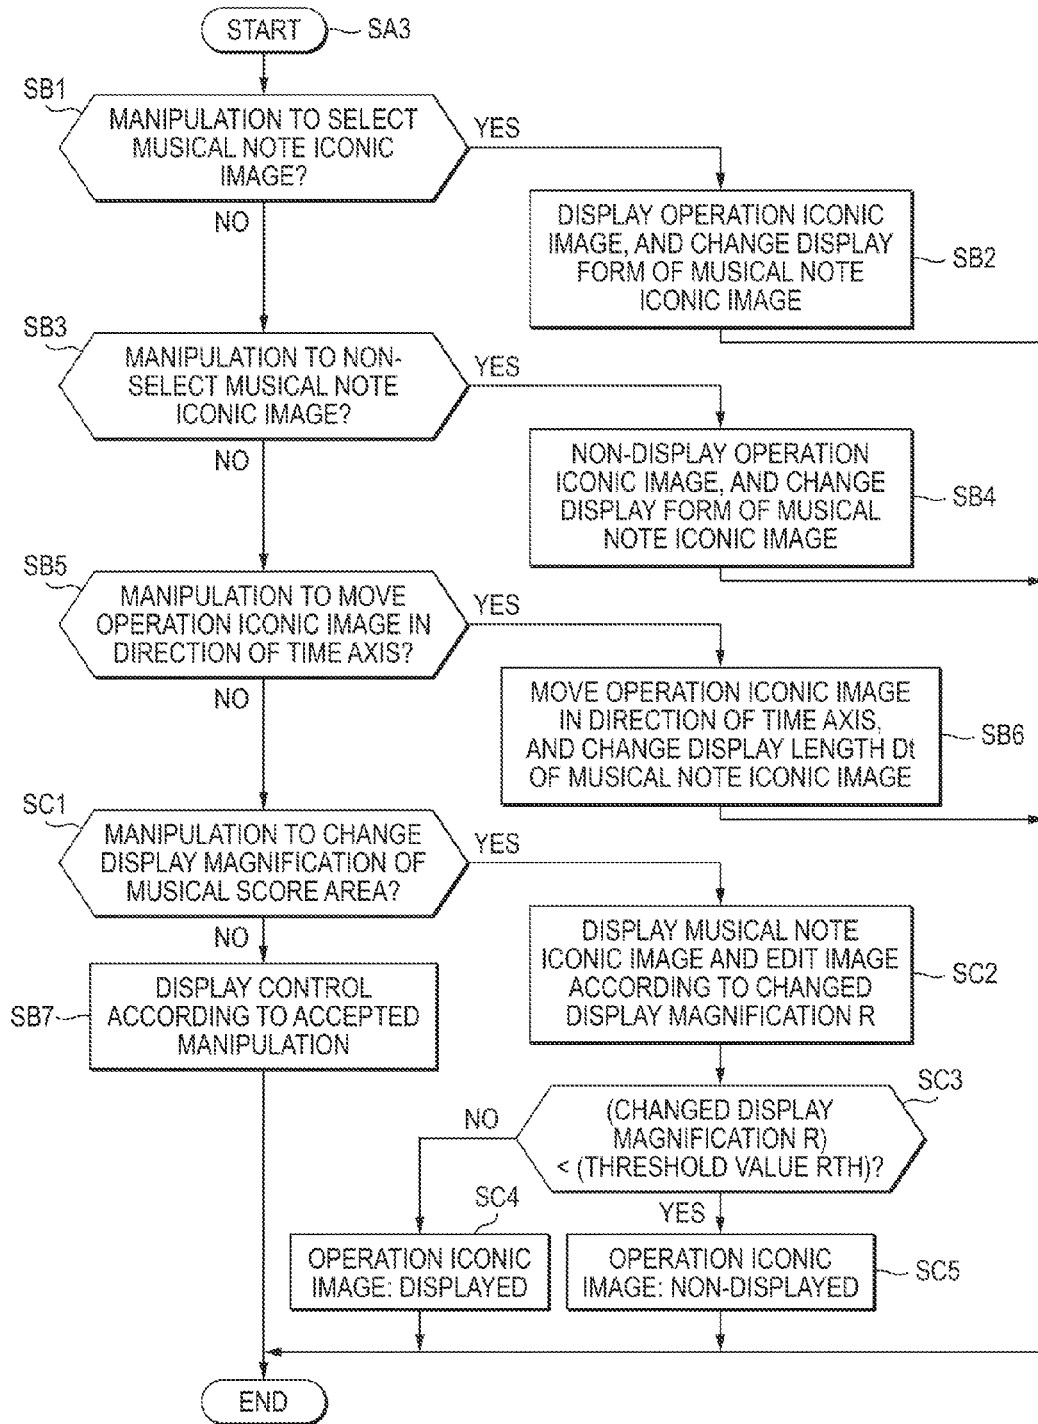 START
SA3
SB1
MANIPULATION TO SELECT
MUSICAL NOTE ICONIC
IMAGE?
YES
NO
DISPLAY OPERATION ICONIC
IMAGE, AND CHANGE DISPLAY
FORM OF MUSICAL NOTE
ICONIC IMAGE
SB2
SB3
MANIPULATION TO NON-
SELECT MUSICAL NOTE
ICONIC IMAGE?
YES
NO
NON-DISPLAY OPERATION
ICONIC IMAGE, AND CHANGE
DISPLAY FORM OF MUSICAL
NOTE ICONIC IMAGE
SB4
SB5
MANIPULATION TO MOVE
OPERATION ICONIC IMAGE IN
DIRECTION OF TIME AXIS?
YES
NO
MOVE OPERATION ICONIC IMAGE
IN DIRECTION OF TIME AXIS,
AND CHANGE DISPLAY LENGTH Dt
OF MUSICAL NOTE ICONIC IMAGE
SB6
SC1
MANIPULATION TO CHANGE
DISPLAY MAGNIFICATION OF
MUSICAL SCORE AREA?
YES
NO
DISPLAY MUSICAL NOTE
ICONIC IMAGE AND EDIT IMAGE
ACCORDING TO CHANGED
DISPLAY MAGNIFICATION R
SC2
SB7
DISPLAY CONTROL
ACCORDING TO ACCEPTED
MANIPULATION
SC3
(CHANGED DISPLAY
MAGNIFICATION R)
< (THRESHOLD VALUE RTH)?
NO
YES
SC4
OPERATION ICONIC
IMAGE: DISPLAYED
OPERATION ICONIC
IMAGE: NON-DISPLAYED
SC5
END